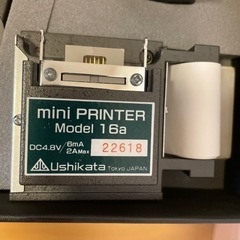 mini PRINTER
Model 16a
DC4.8V/6mA
2AMax
22618
Ushikata
Tokyo JAPAN